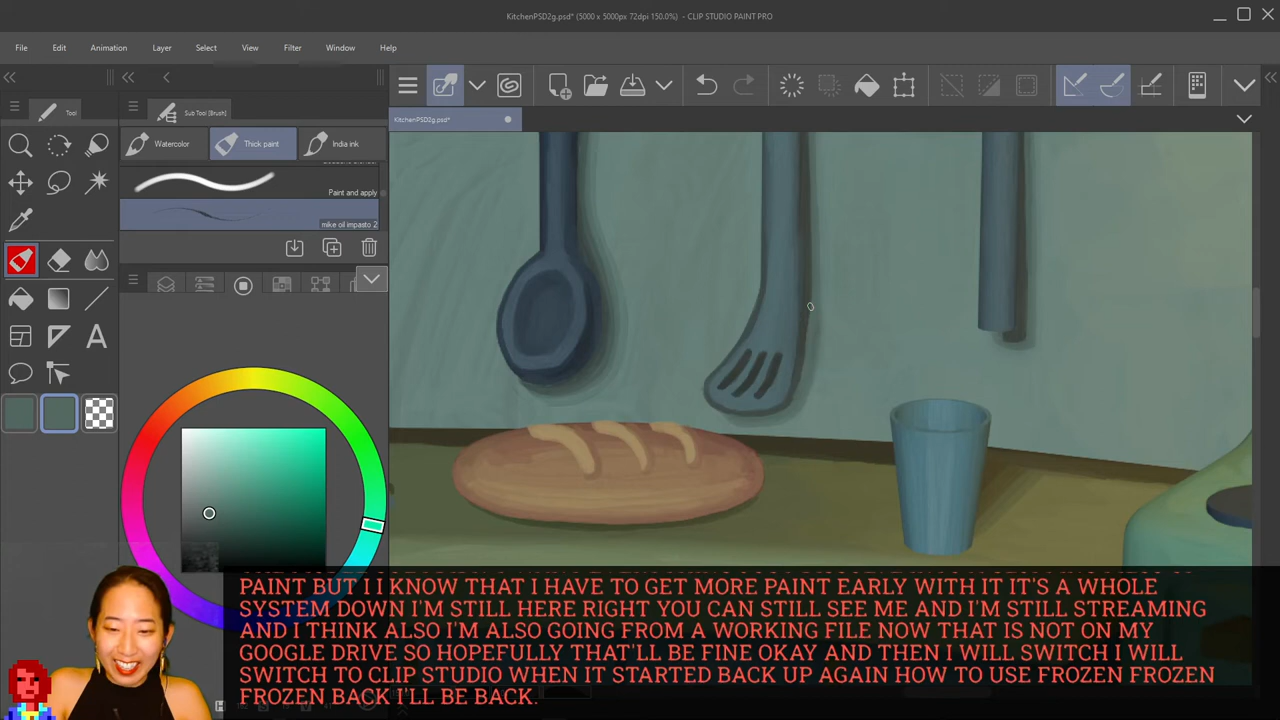 KitchenPSD2g.psd* (5000 x 5000px 72dpi 150.0%) - CLIP STUDIO PAINT PRO
File Edit Animation Layer Select View Filter Window Help
Tool
Sub Tool [Brush]
KitchenPSD2g.psd*
Watercolor Thick paint India ink
Paint and apply
mike oil impasto 2
A
PAINT BUT I I KNOW THAT I HAVE TO GET MORE PAINT EARLY WITH IT IT'S A WHOLE
SYSTEM DOWN I'M STILL HERE RIGHT YOU CAN STILL SEE ME AND I'M STILL STREAMING
AND I THINK ALSO I'M ALSO GOING FROM A WORKING FILE NOW THAT IS NOT ON MY
GOOGLE DRIVE SO HOPEFULLY THAT'LL BE FINE OKAY AND THEN I WILL SWITCH I WILL
SWITCH TO CLIP STUDIO WHEN IT STARTED BACK UP AGAIN HOW TO USE FROZEN FROZEN
FROZEN BACK I'LL BE BACK.